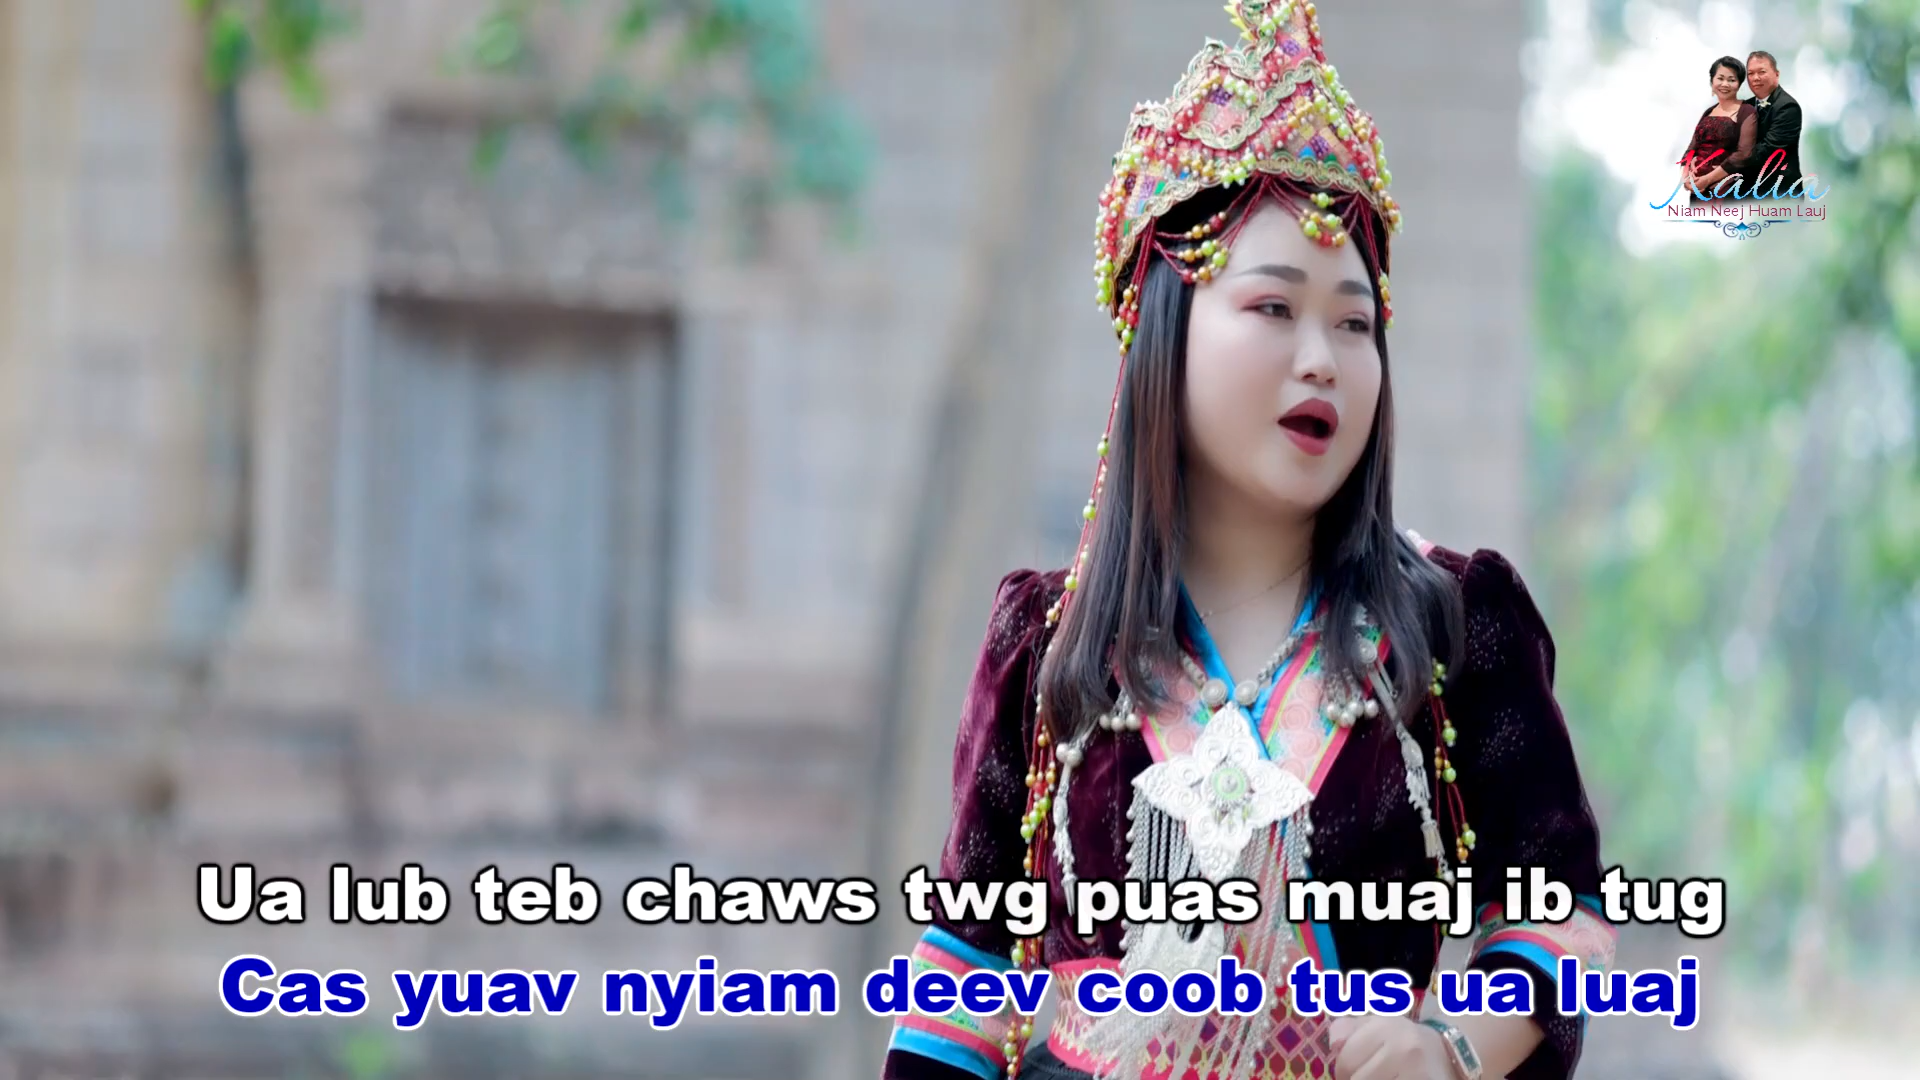 Kalia
Niam Neej Huam Lauj
Ua lub teb chaws twg puas muaj ib tug
Cas yuav nyiam deev coob tus ua luaj